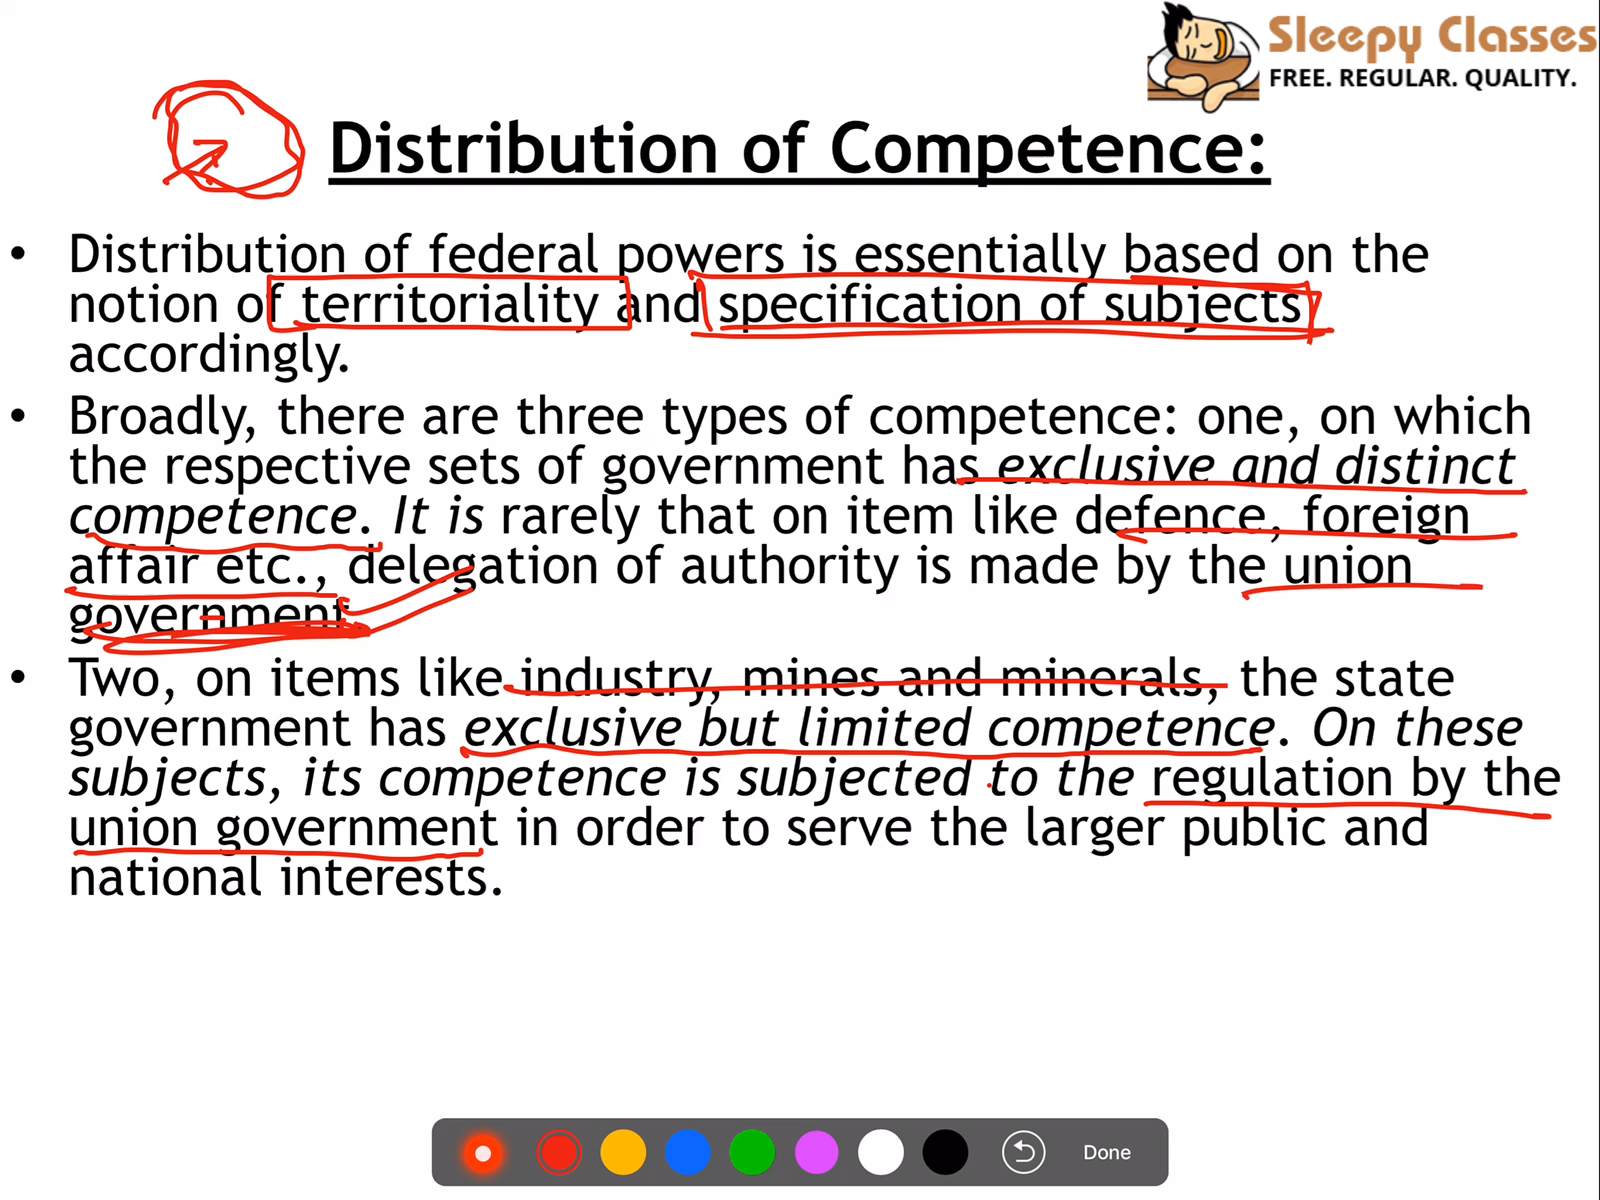 Sleepy Classes
FREE. REGULAR. QUALITY.
Distribution of Competence:
• Distribution of federal powers is essentially based on the
notion of territoriality and specification of subjects
accordingly.
• Broadly, there are three types of competence: one, on which
the respective sets of government has exclusive and distinct
competence. It is rarely that on item like defence, foreign
affair etc., delegation of authority is made by the union
government.
• Two, on items like industry, mines and minerals, the state
government has exclusive but limited competence. On these
subjects, its competence is subjected to the regulation by the
union government in order to serve the larger public and
national interests.
Done